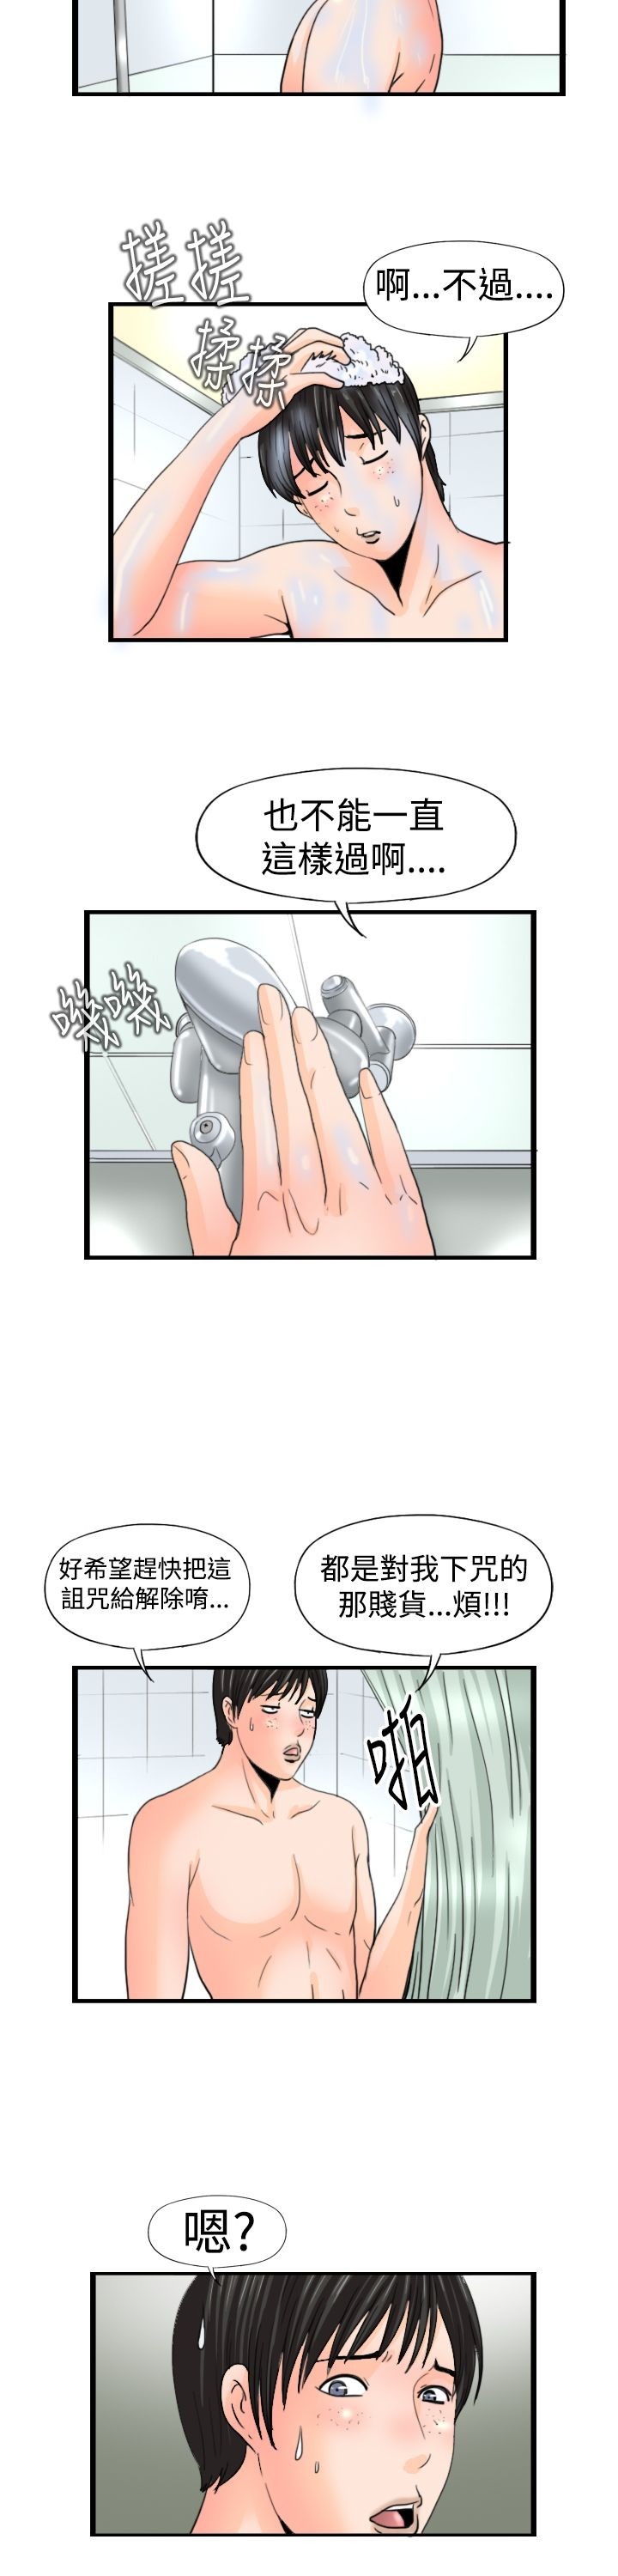 搓搓
揉揉
啊...不過....
也不能一直
這樣過啊....
嘰嘰
好希望趕快把這
詛咒給解除唷...
都是對我下咒的
那賤貨...煩!!!
啪
嗯?